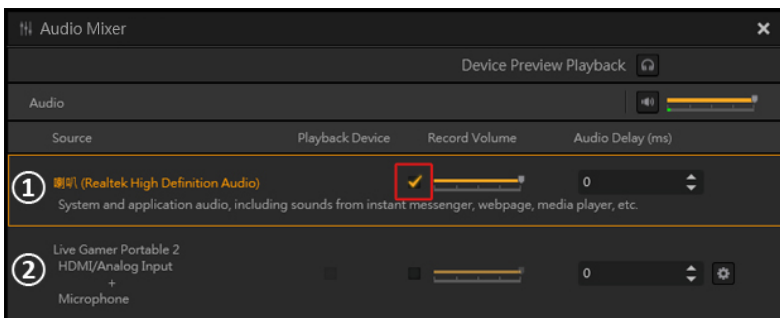 Audio Mixer
Device Preview Playback
Audio
Source Playback Device Record Volume Audio Delay (ms)
1 喇叭 (Realtek High Definition Audio) 0
System and application audio, including sounds from instant messenger, webpage, media player, etc.
Live Gamer Portable 2
2 HDMI/Analog Input 0
+
Microphone